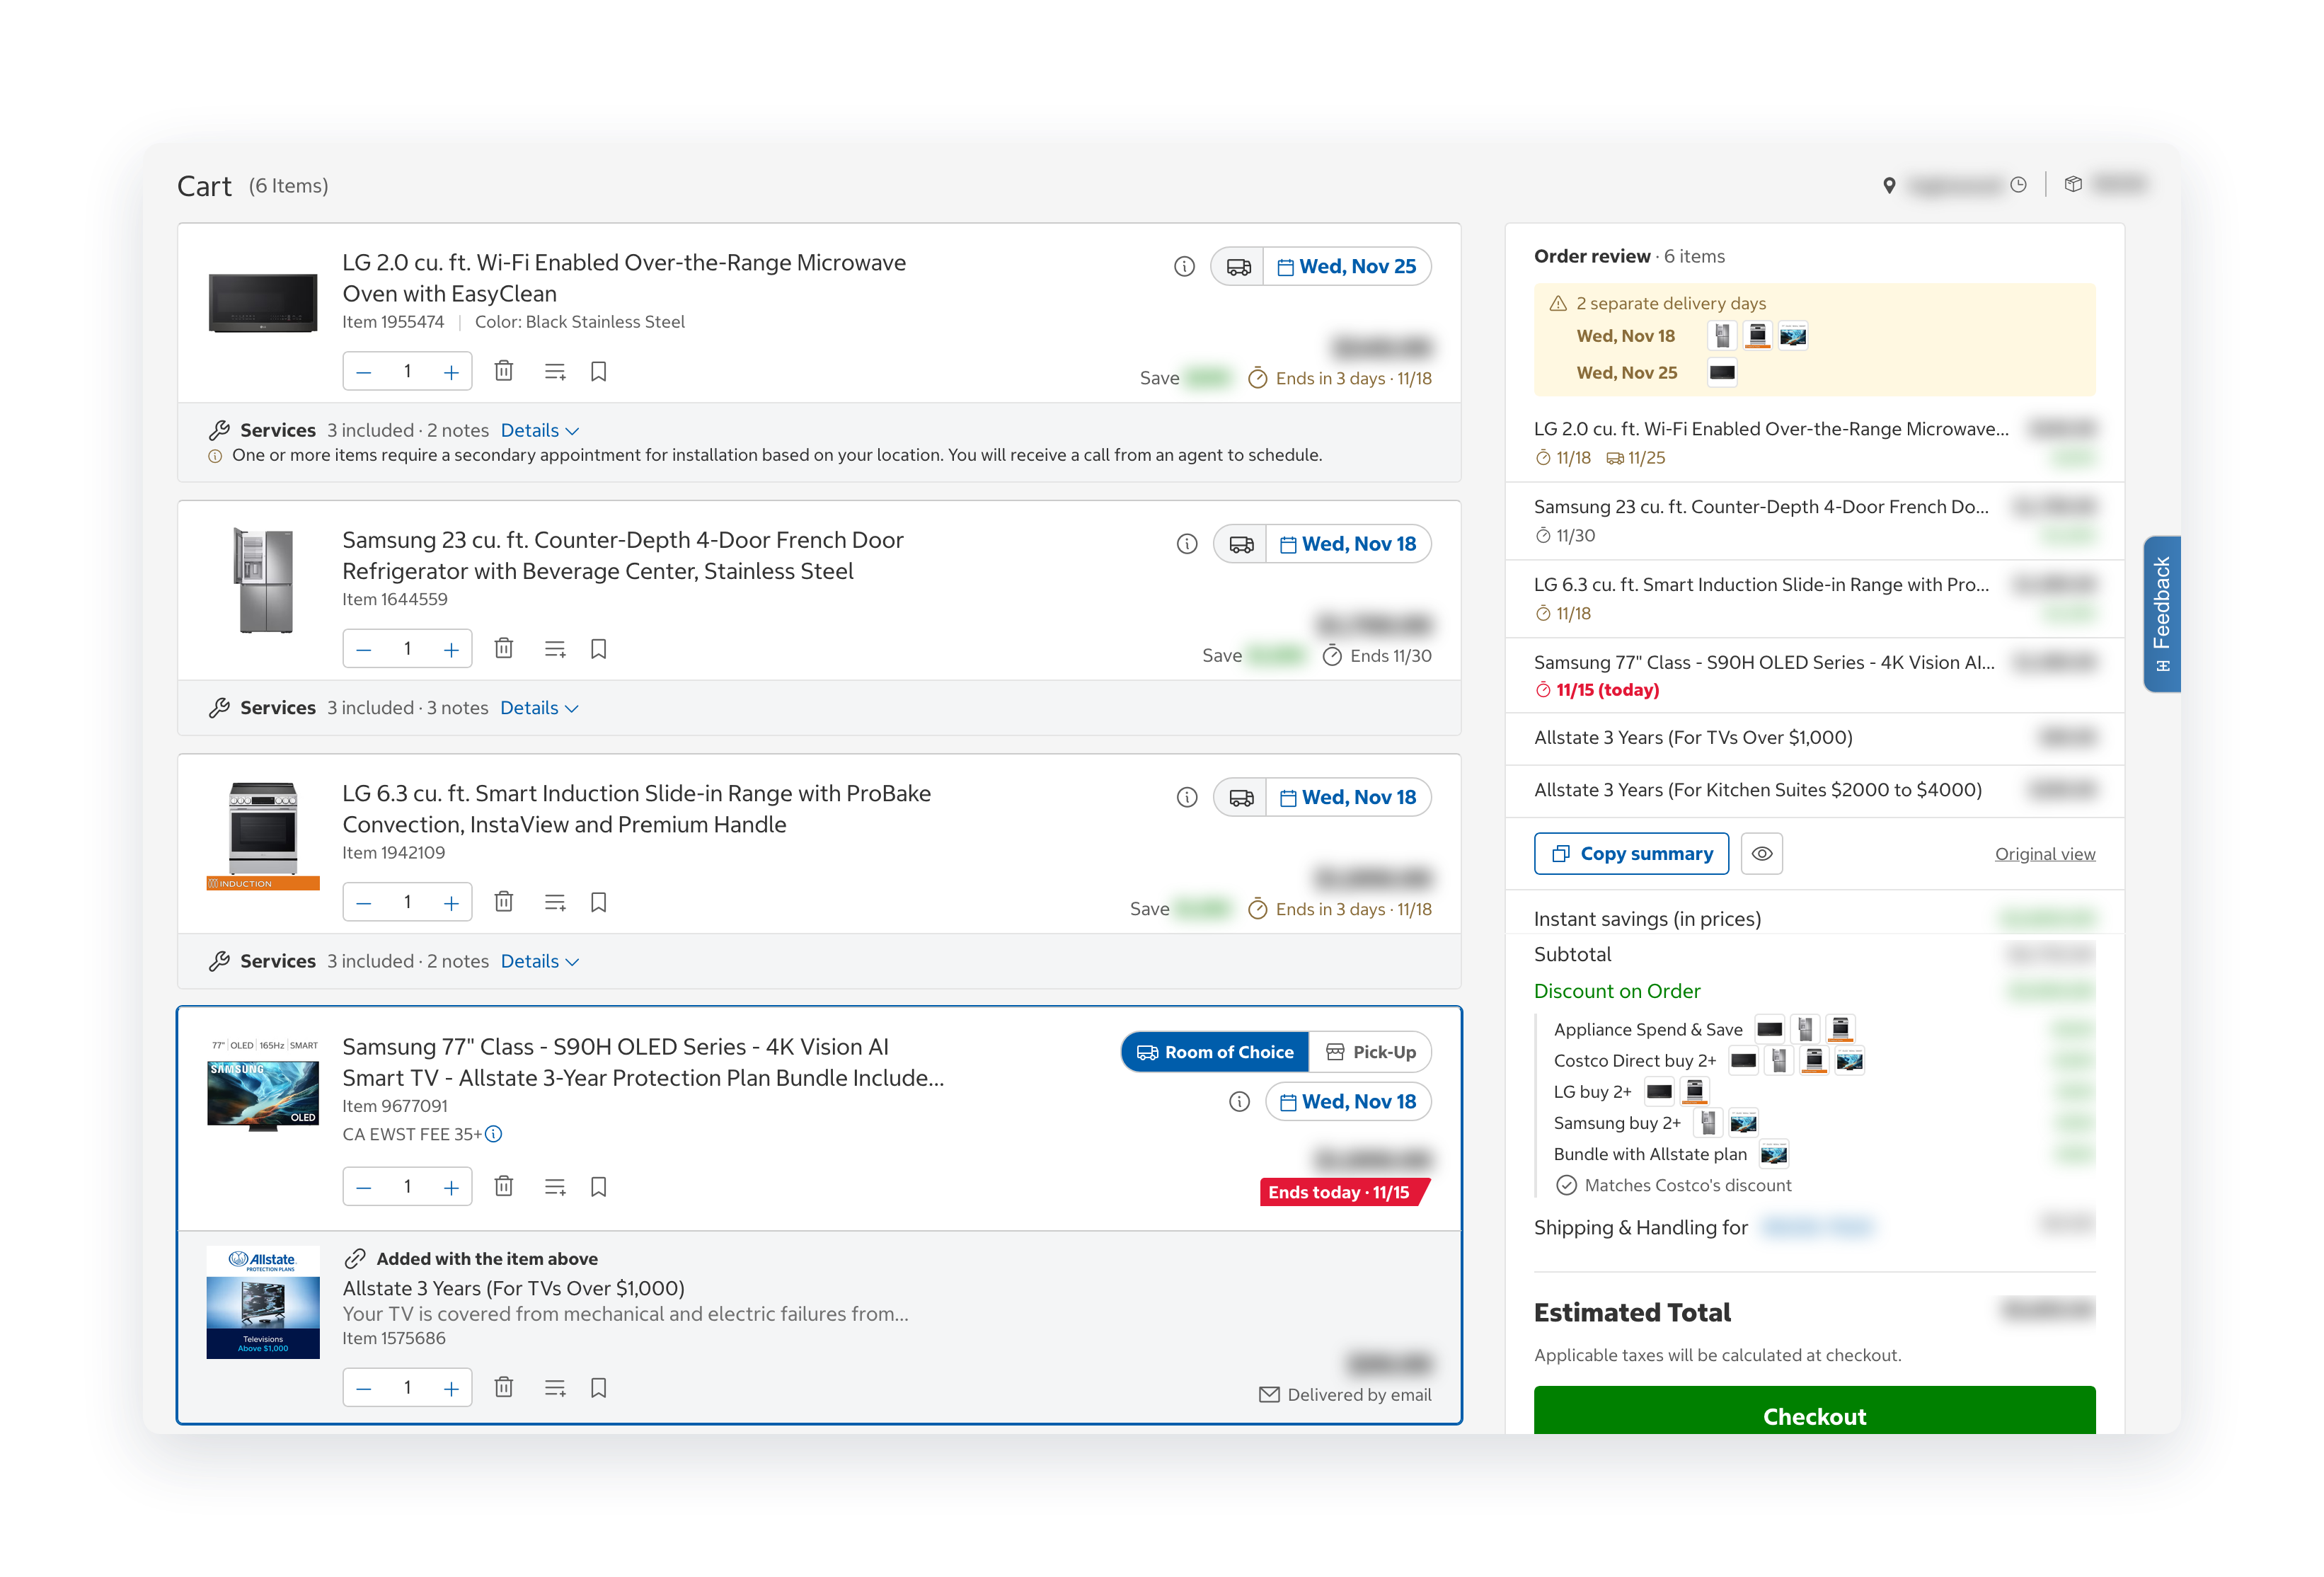 Cart (6 Items)
LG 2.0 cu. ft. Wi-Fi Enabled Over-the-Range Microwave
Oven with EasyClean
Item 1955474 | Color: Black Stainless Steel
Wed, Nov 25
1
Save
Ends in 3 days · 11/18
Services 3 included · 2 notes Details
One or more items require a secondary appointment for installation based on your location. You will receive a call from an agent to schedule.
Samsung 23 cu. ft. Counter-Depth 4-Door French Door
Refrigerator with Beverage Center, Stainless Steel
Item 1644559
Wed, Nov 18
1
Save
Ends 11/30
Services 3 included · 3 notes Details
INDUCTION
LG 6.3 cu. ft. Smart Induction Slide-in Range with ProBake
Convection, InstaView and Premium Handle
Item 1942109
Wed, Nov 18
1
Save
Ends in 3 days · 11/18
Services 3 included · 2 notes Details
77" | OLED | 165Hz | SMART
SAMSUNG
OLED
Samsung 77" Class - S90H OLED Series - 4K Vision AI
Smart TV - Allstate 3-Year Protection Plan Bundle Include...
Item 9677091
CA EWST FEE 35+
Room of Choice
Pick-Up
Wed, Nov 18
1
Ends today · 11/15
Allstate
PROTECTION PLANS
Televisions
Above $1,000
Added with the item above
Allstate 3 Years (For TVs Over $1,000)
Your TV is covered from mechanical and electric failures from...
Item 1575686
1
Delivered by email
Order review · 6 items
2 separate delivery days
Wed, Nov 18
Wed, Nov 25
LG 2.0 cu. ft. Wi-Fi Enabled Over-the-Range Microwave...
11/18 11/25
Samsung 23 cu. ft. Counter-Depth 4-Door French Do...
11/30
LG 6.3 cu. ft. Smart Induction Slide-in Range with Pro...
11/18
Samsung 77" Class - S90H OLED Series - 4K Vision AI...
11/15 (today)
Allstate 3 Years (For TVs Over $1,000)
Allstate 3 Years (For Kitchen Suites $2000 to $4000)
Copy summary
Original view
Instant savings (in prices)
Subtotal
Discount on Order
Appliance Spend & Save
Costco Direct buy 2+
LG buy 2+
Samsung buy 2+
Bundle with Allstate plan
Matches Costco's discount
Shipping & Handling for
Estimated Total
Applicable taxes will be calculated at checkout.
Checkout
Feedback